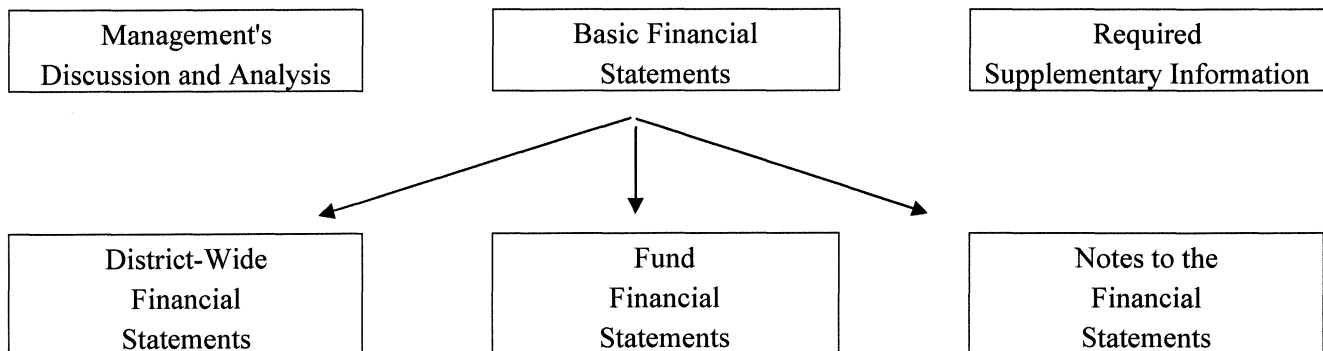 Management's
Discussion and Analysis
Basic Financial
Statements
Required
Supplementary Information
District-Wide
Financial
Statements
Fund
Financial
Statements
Notes to the
Financial
Statements